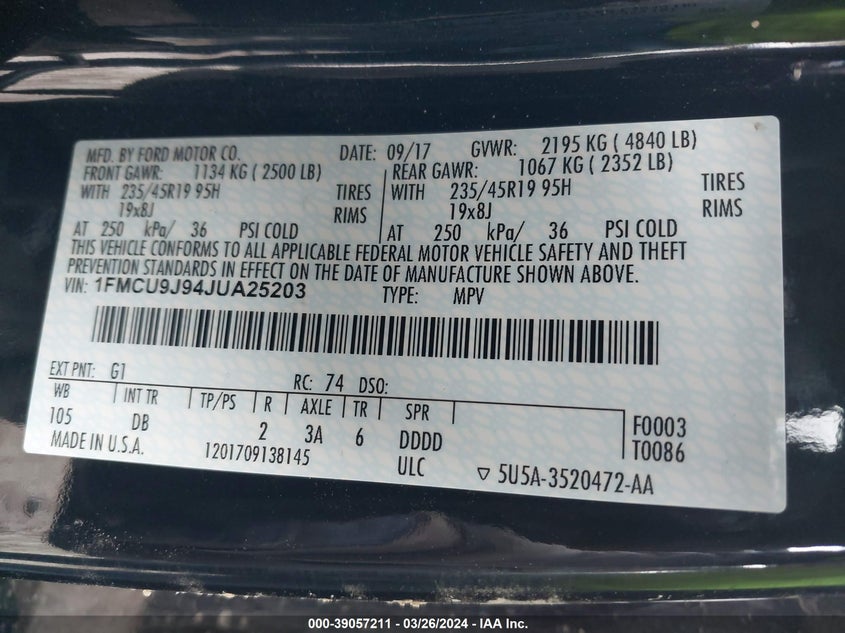 MFD. BY FORD MOTOR CO. DATE: 09/17 GVWR: 2195 KG ( 4840 LB)
FRONT GAWR: 1134 KG ( 2500 LB) REAR GAWR: 1067 KG ( 2352 LB)
WITH 235/45R19 95H TIRES WITH 235/45R19 95H TIRES
19x8J RIMS 19x8J RIMS
AT 250 kPa/ 36 PSI COLD AT 250 kPa/ 36 PSI COLD
THIS VEHICLE CONFORMS TO ALL APPLICABLE FEDERAL MOTOR VEHICLE SAFETY AND THEFT
PREVENTION STANDARDS IN EFFECT ON THE DATE OF MANUFACTURE SHOWN ABOVE.
VIN: 1FMCU9J94JUA25203 TYPE: MPV
EXT PNT: G1 RC: 74 DSO:
WB INT TR TP/PS R AXLE TR SPR
105 DB 2 3A 6 DDDD F0003
MADE IN U.S.A. 1201709138145 ULC T0086
▽ 5U5A-3520472-AA
000-39057211 - 03/26/2024 - IAA Inc.